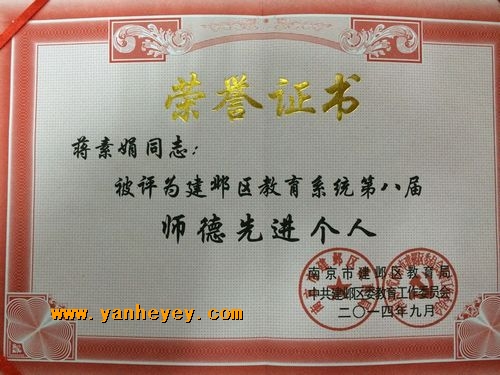 荣誉证书
蒋素娟同志:
被评为建邺区教育系统第八届
师德先进个人
南京市建邺区教育局
中共建邺区委教育工作委员会
二〇一四年九月
www.yanheyey.com